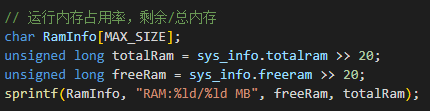 // 运行内存占用率，剩余/总内存
char RamInfo[MAX_SIZE];
unsigned long totalRam = sys_info.totalram >> 20;
unsigned long freeRam = sys_info.freeram >> 20;
sprintf(RamInfo, "RAM:%ld/%ld MB", freeRam, totalRam);